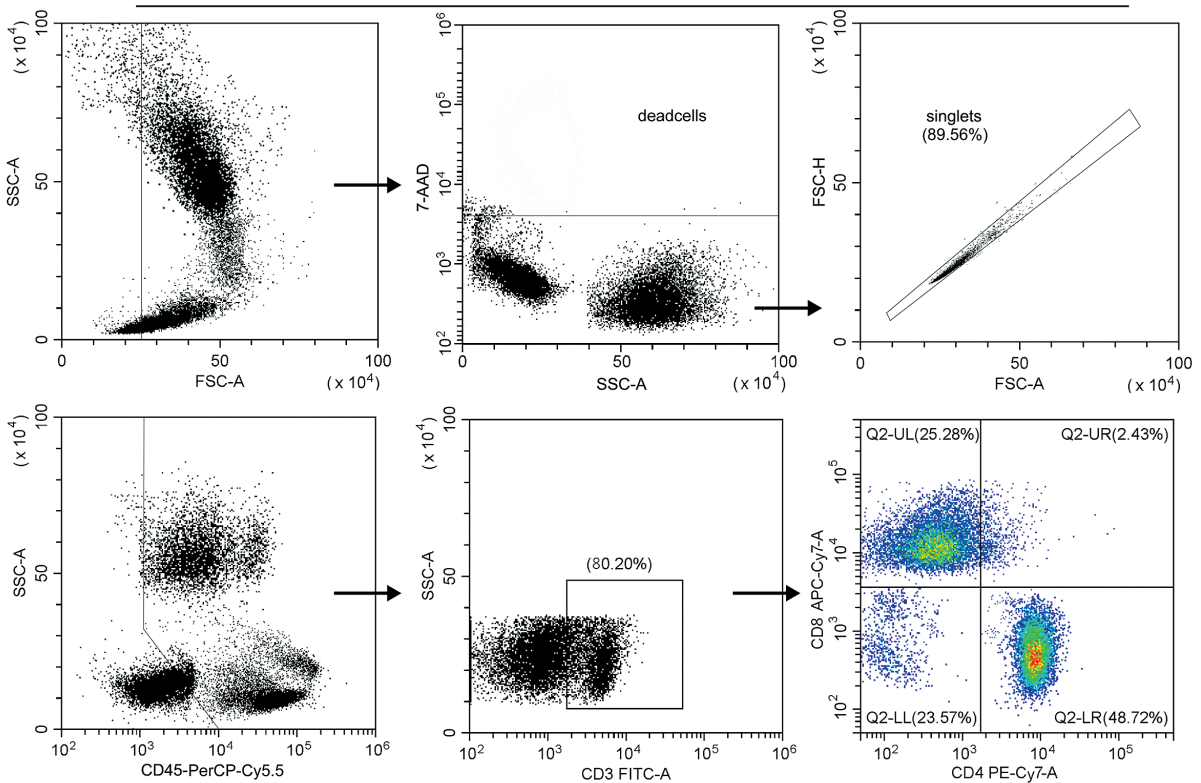 100
(x 10⁴)
SSC-A
50
0
0
50
100
FSC-A
(x 10⁴)
10⁶
10⁵
deadcells
7-AAD
10⁴
10³
10²
0
50
100
SSC-A
(x 10⁴)
100
(x 10⁴)
singlets
(89.56%)
FSC-H
50
0
0
50
100
FSC-A
(x 10⁴)
100
(x 10⁴)
SSC-A
50
0
10² 10³ 10⁴ 10⁵ 10⁶
CD45-PerCP-Cy5.5
100
(x 10⁴)
SSC-A
(80.20%)
50
0
10² 10³ 10⁴ 10⁵ 10⁶
CD3 FITC-A
Q2-UL(25.28%)
Q2-UR(2.43%)
10⁵
CD8 APC-Cy7-A
10⁴
10³
10²
Q2-LL(23.57%)
Q2-LR(48.72%)
10² 10³ 10⁴ 10⁵
CD4 PE-Cy7-A